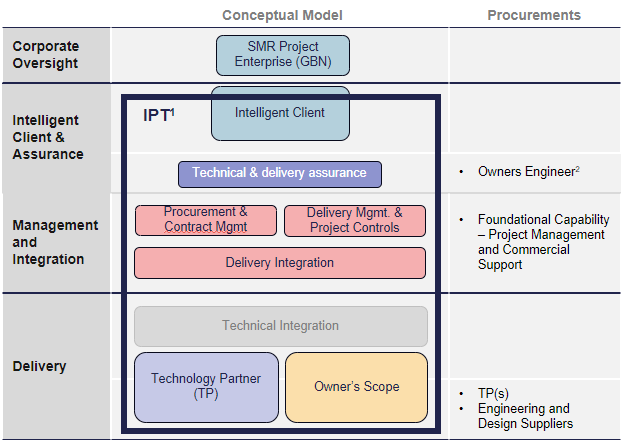 Conceptual Model
Procurements
Corporate
Oversight
SMR Project
Enterprise (GBN)
Intelligent
Client &
Assurance
IPT1
Intelligent Client
Technical & delivery assurance
• Owners Engineer2
Management
and
Integration
Procurement &
Contract Mgmt
Delivery Mgmt. &
Project Controls
Delivery Integration
• Foundational Capability
– Project Management
and Commercial
Support
Delivery
Technical Integration
Technology Partner
(TP)
Owner's Scope
• TP(s)
• Engineering and
Design Suppliers